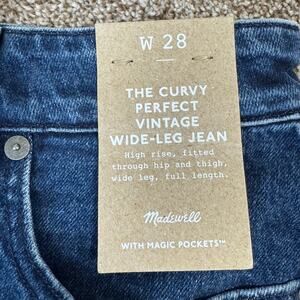 W 28
THE CURVY
PERFECT
VINTAGE
WIDE-LEG JEAN
High rise, fitted
through hip and thigh,
wide leg, full length.
Madewell
WITH MAGIC POCKETS™